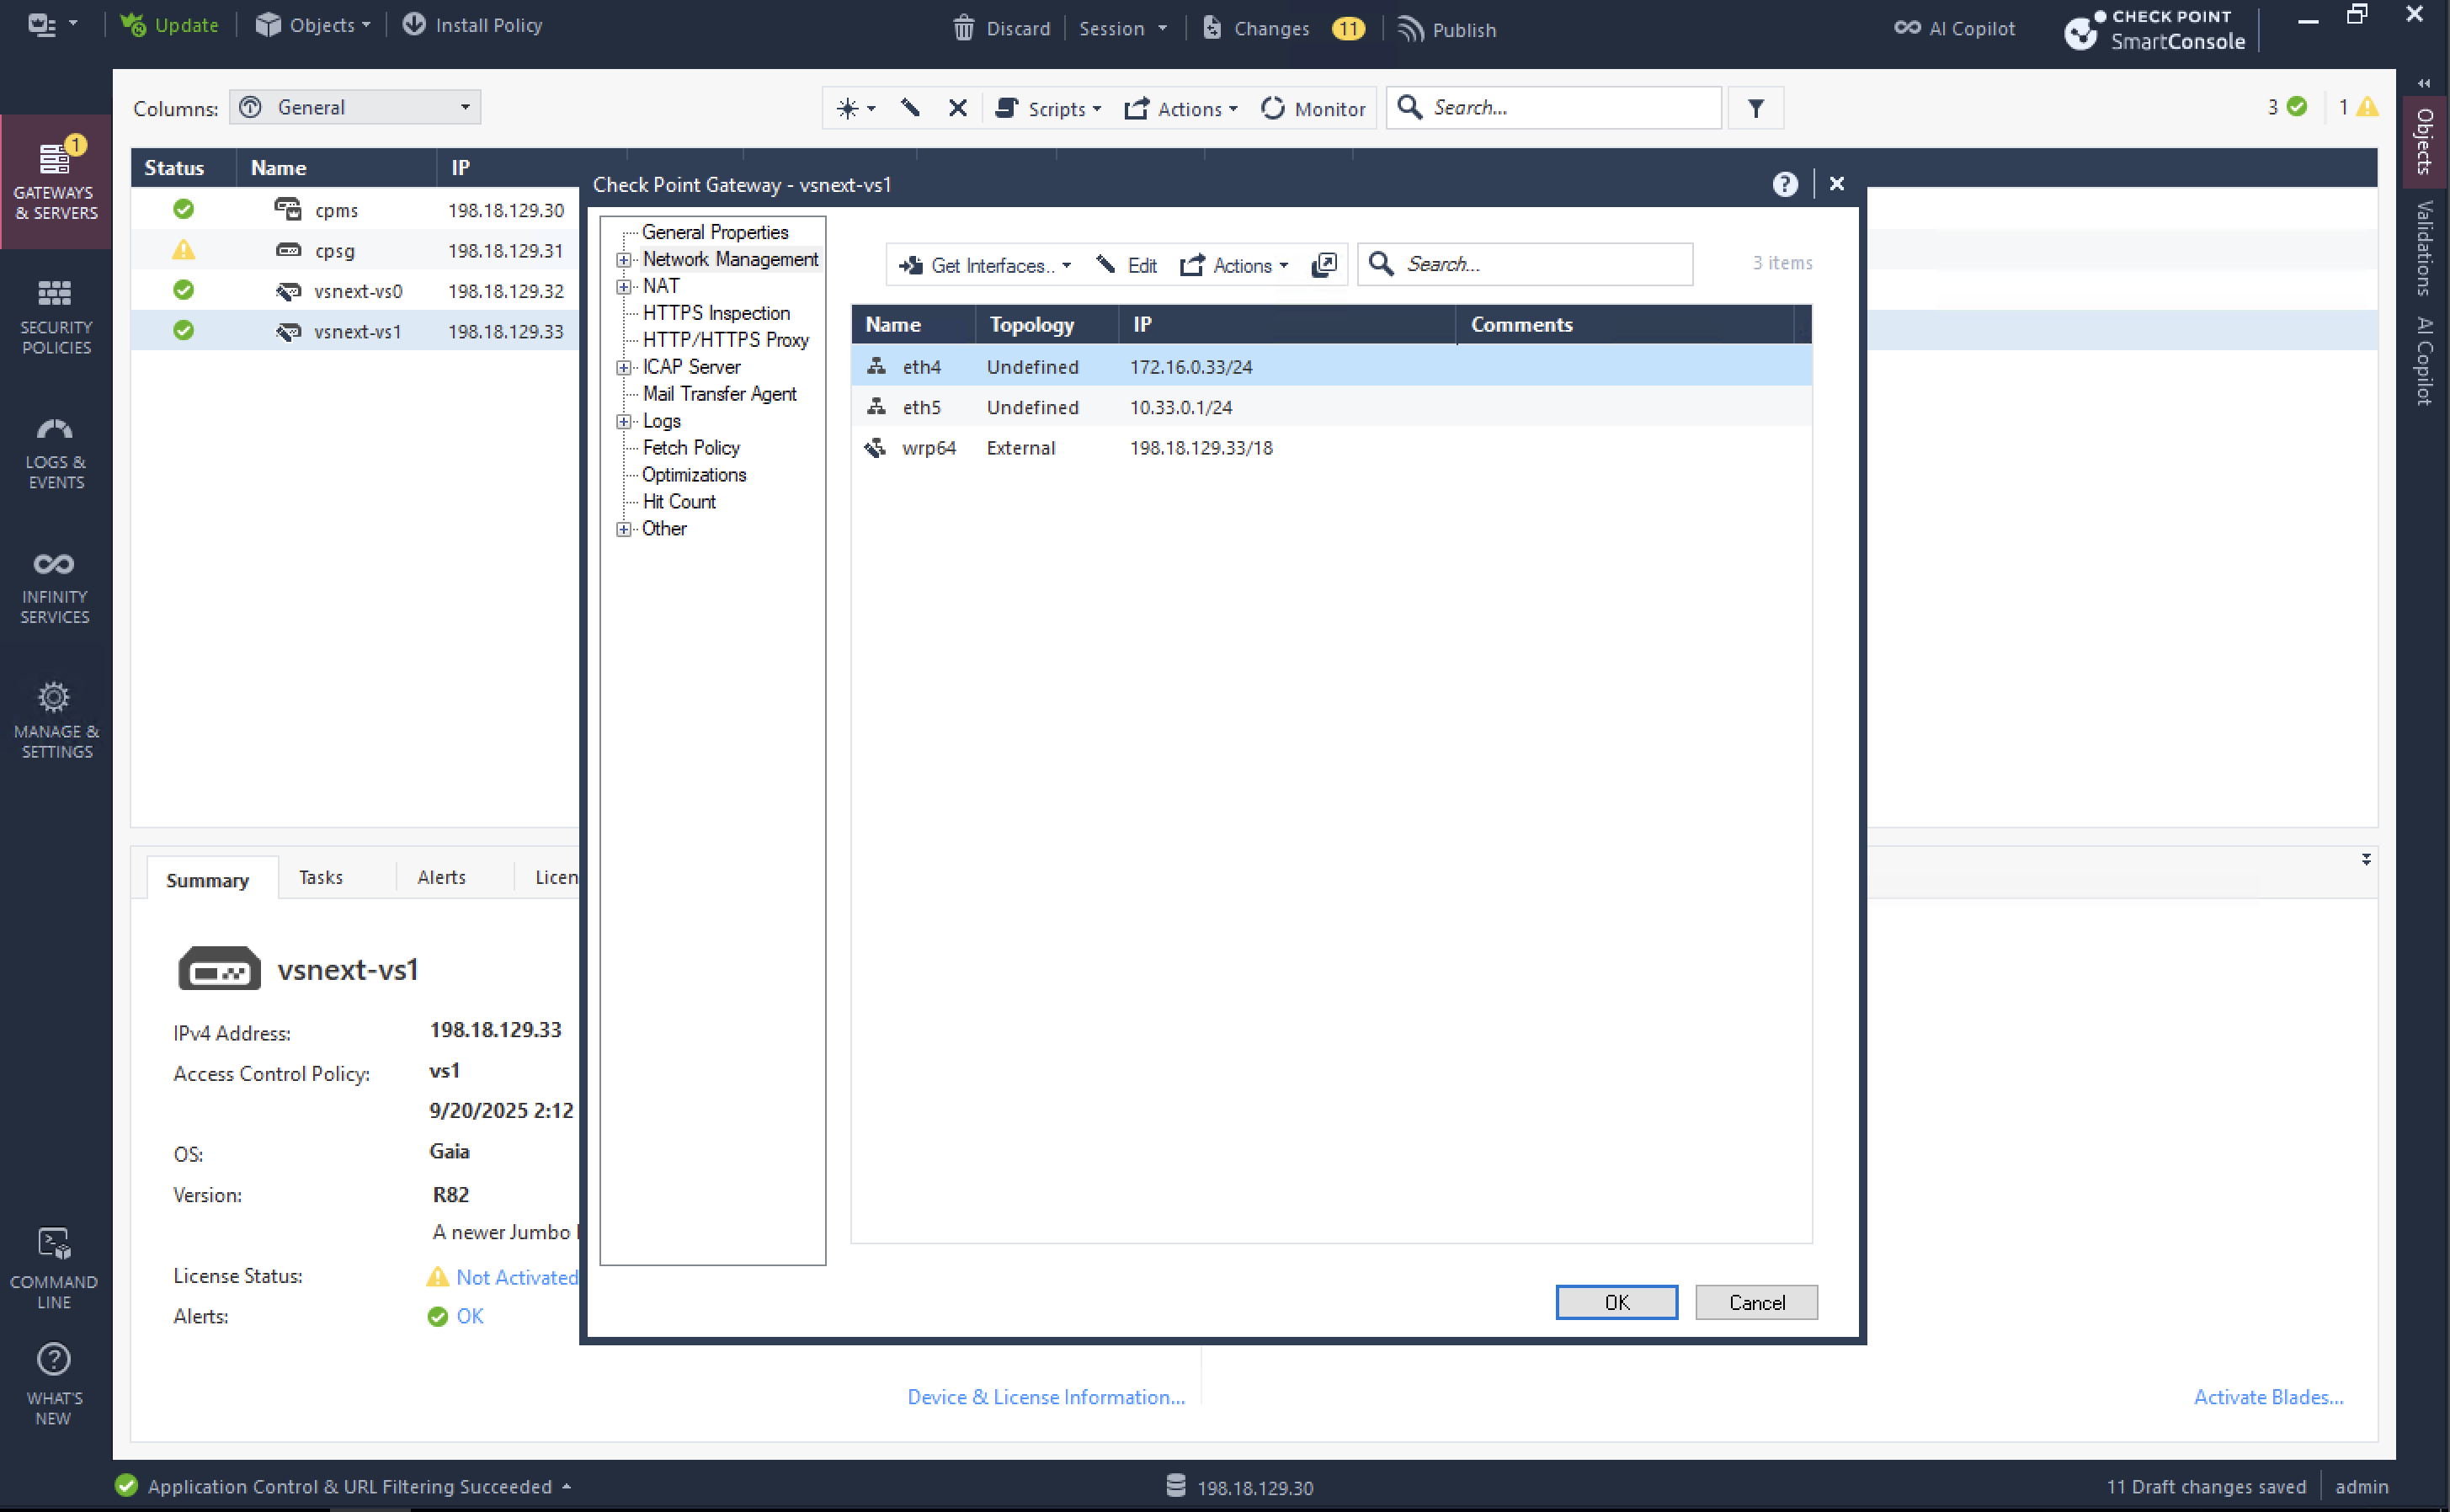 Update
Objects
Install Policy
Discard
Session
Changes
11
Publish
AI Copilot
CHECK POINT
SmartConsole
Columns:
General
Scripts
Actions
Monitor
Search...
3
1
1
GATEWAYS
& SERVERS
SECURITY
POLICIES
LOGS &
EVENTS
INFINITY
SERVICES
MANAGE &
SETTINGS
COMMAND
LINE
WHAT'S
NEW
Status Name IP
cpms 198.18.129.30
cpsg 198.18.129.31
vsnext-vs0 198.18.129.32
vsnext-vs1 198.18.129.33
Check Point Gateway - vsnext-vs1
General Properties
Network Management
NAT
HTTPS Inspection
HTTP/HTTPS Proxy
ICAP Server
Mail Transfer Agent
Logs
Fetch Policy
Optimizations
Hit Count
Other
Get Interfaces..
Edit
Actions
Search...
3 items
Name Topology IP Comments
eth4 Undefined 172.16.0.33/24
eth5 Undefined 10.33.0.1/24
wrp64 External 198.18.129.33/18
OK
Cancel
Objects
Validations
AI Copilot
Summary
Tasks
Alerts
Licen
vsnext-vs1
IPv4 Address: 198.18.129.33
Access Control Policy: vs1
9/20/2025 2:12
OS: Gaia
Version: R82
A newer Jumbo
License Status: Not Activated
Alerts: OK
Device & License Information...
Activate Blades...
Application Control & URL Filtering Succeeded
198.18.129.30
11 Draft changes saved
admin